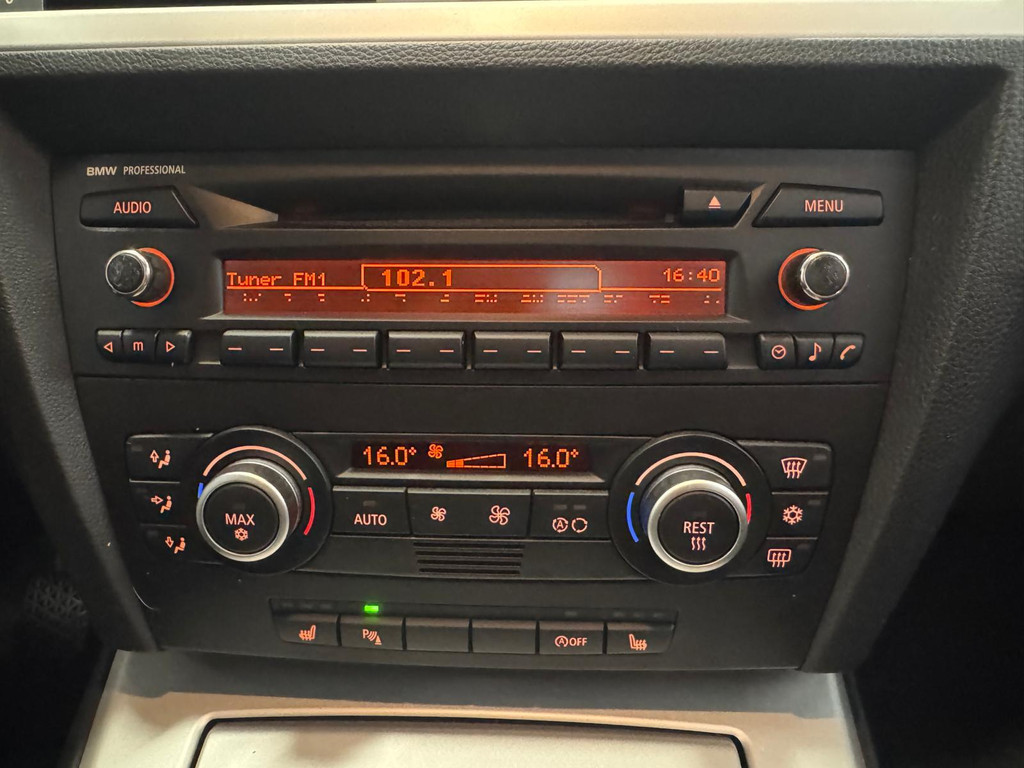 BMW PROFESSIONAL
AUDIO
MENU
Tuner FM1
102.1
16:40
m
16.0°
16.0°
MAX
AUTO
A
REST
P
A OFF